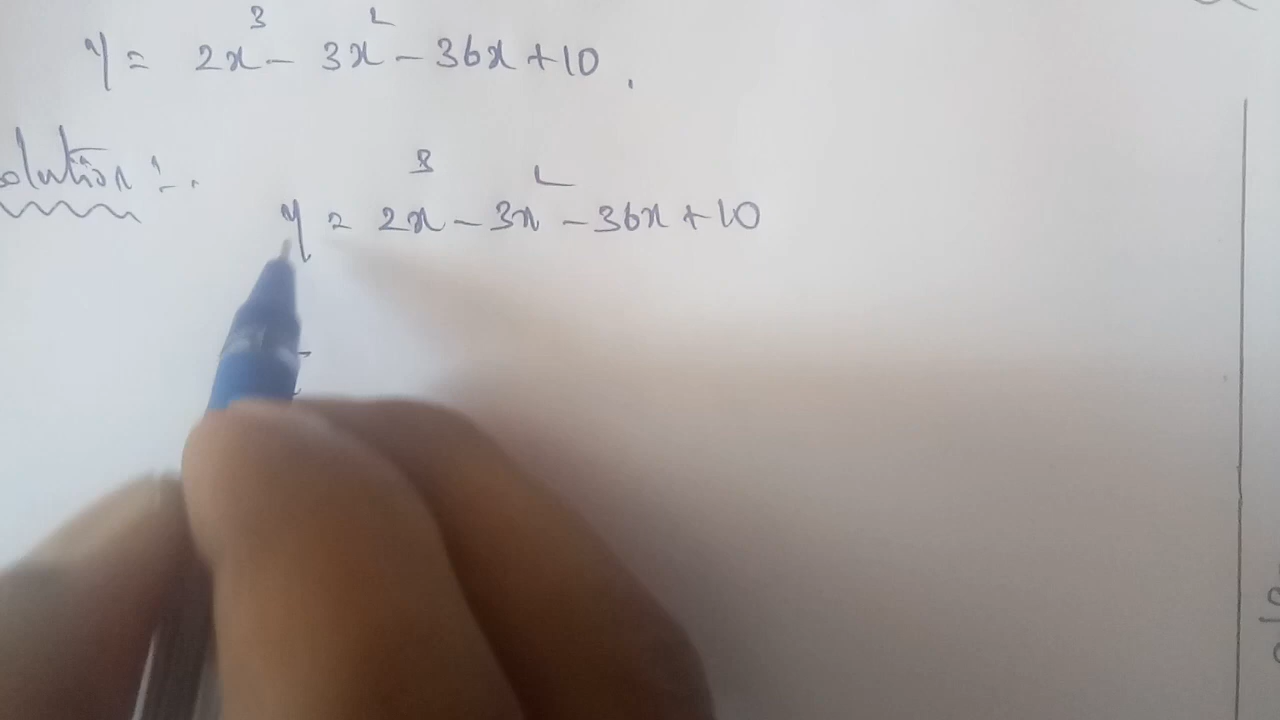 y = 2x³ - 3x² - 36x + 10.
solution :-.
y = 2x³ - 3x² - 36x + 10